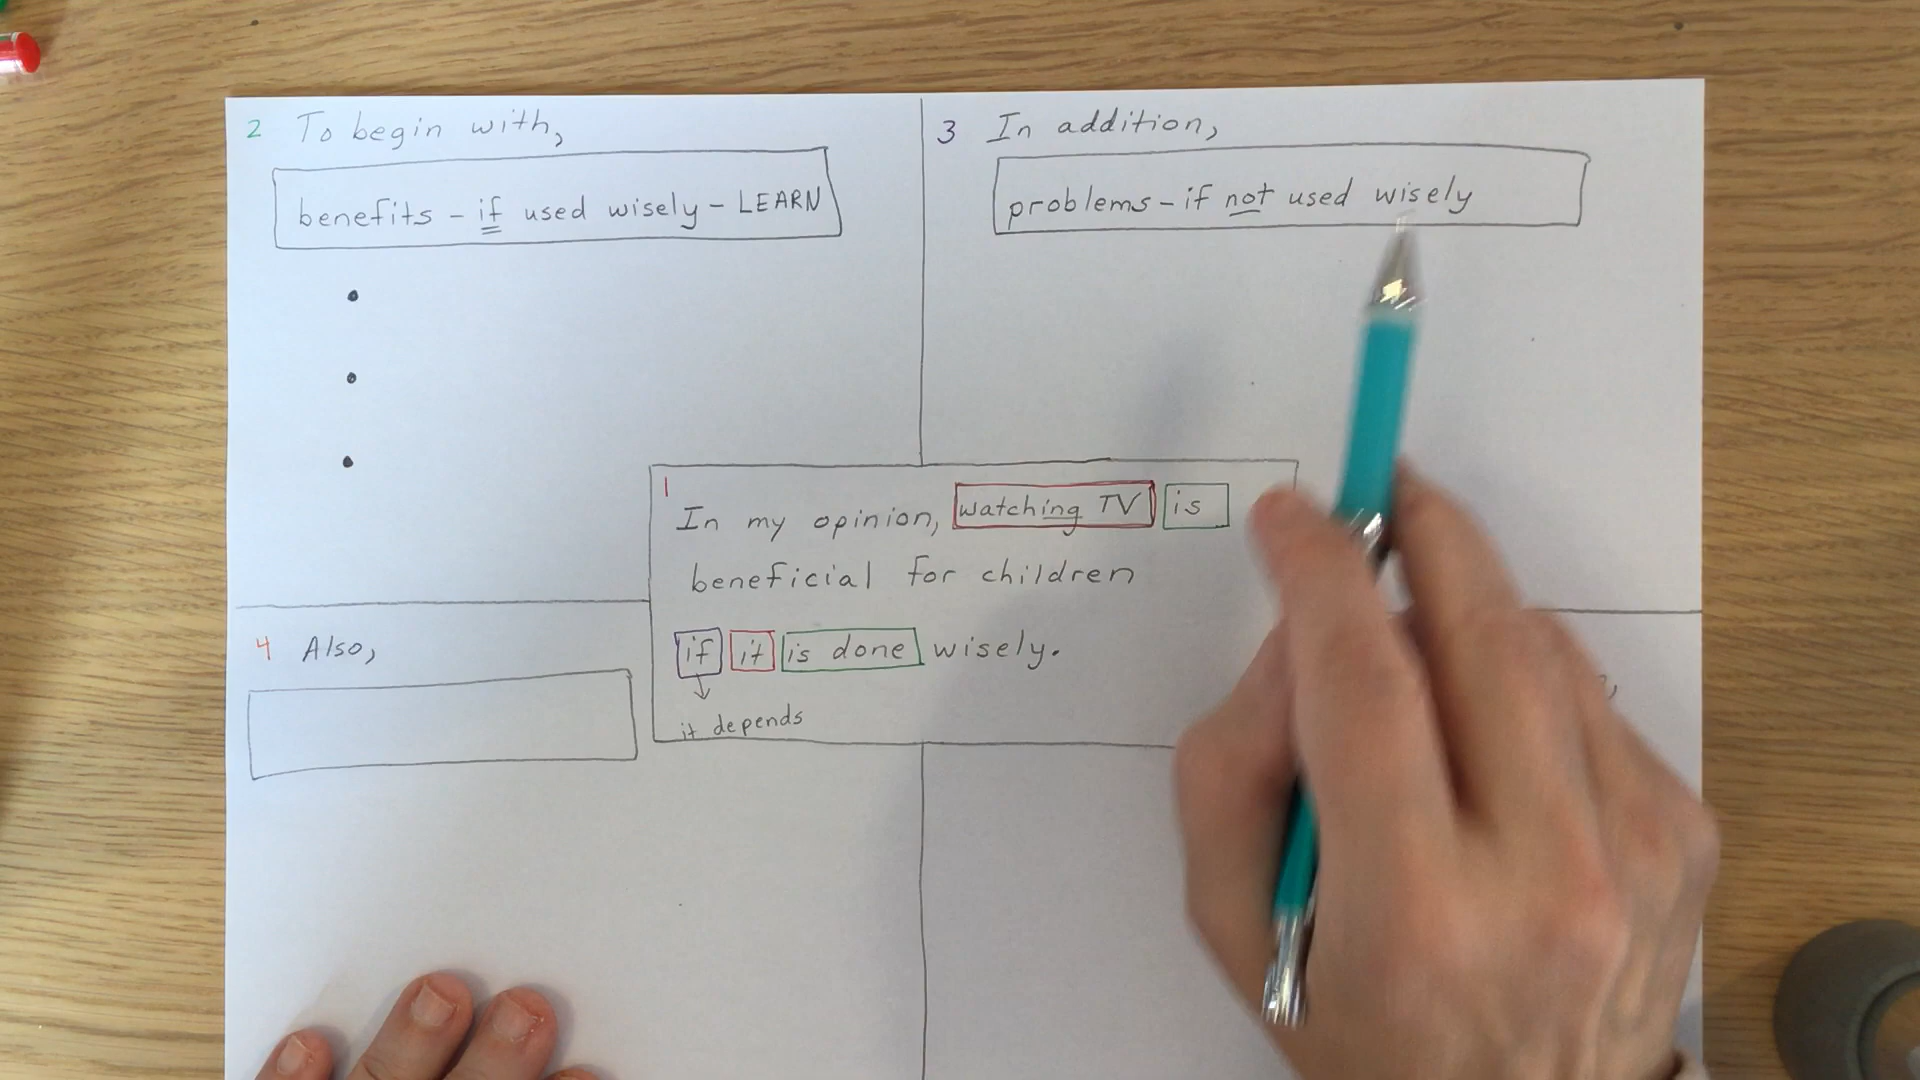 2 To begin with,
benefits - if used wisely - LEARN
3 In addition,
problems - if not used wisely
1
In my opinion, watching TV is
beneficial for children
if it is done wisely.
it depends
4 Also,